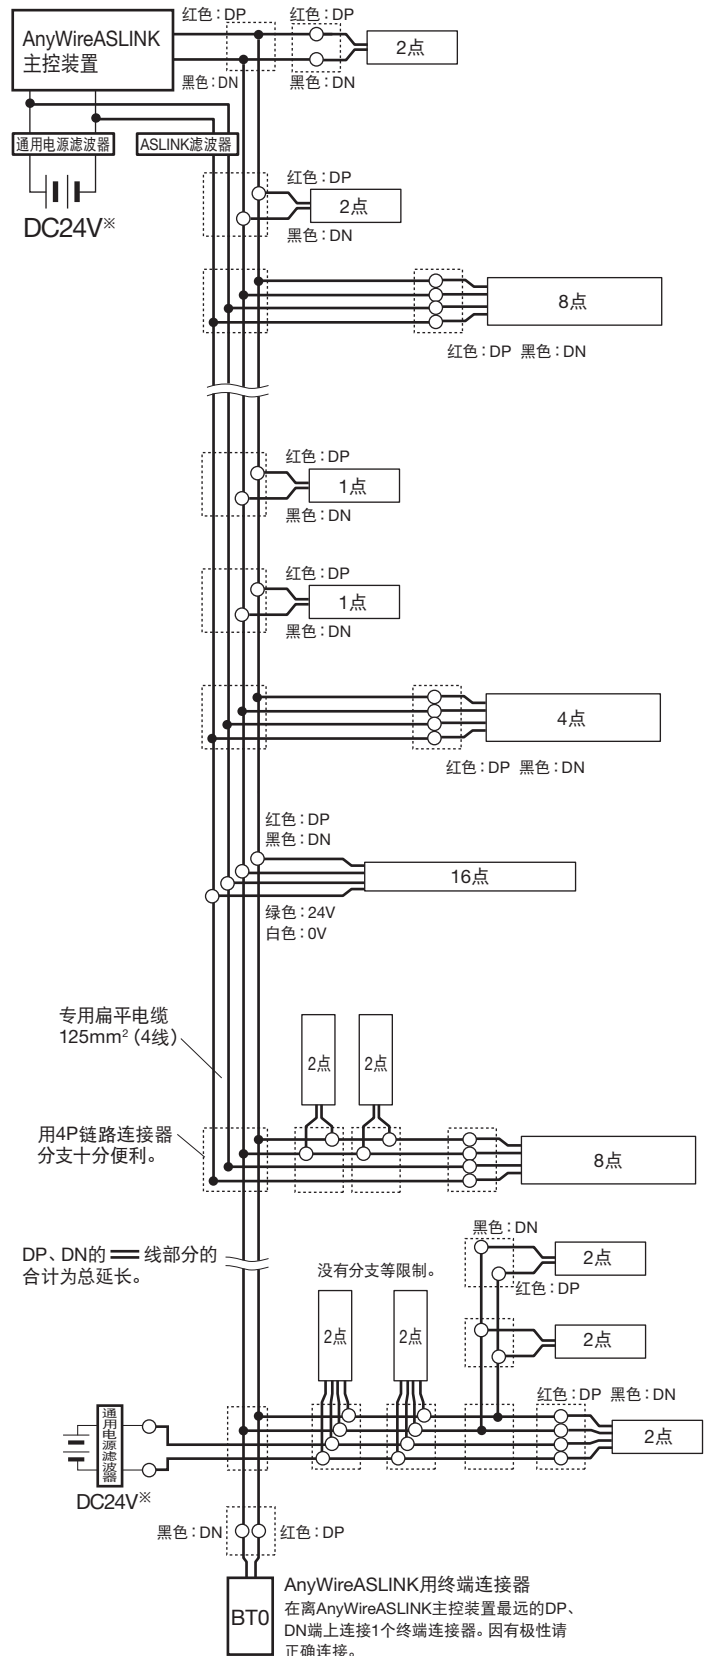 红色：DP
红色：DP
AnyWireASLINK
主控装置
2点
黑色：DN
黑色：DN
通用电源滤波器
ASLINK滤波器
DC24V※
红色：DP
2点
黑色：DN
8点
红色：DP 黑色：DN
红色：DP
1点
黑色：DN
红色：DP
1点
黑色：DN
4点
红色：DP 黑色：DN
红色：DP
黑色：DN
16点
绿色：24V
白色：0V
专用扁平电缆
125mm²（4线）
2点
2点
用4P链路连接器
分支十分便利。
8点
DP、DN的 线部分的
合计为总延长。
黑色：DN
2点
红色：DP
没有分支等限制。
2点
2点
2点
红色：DP 黑色：DN
通用电源滤波器
2点
DC24V※
黑色：DN
红色：DP
BT0
AnyWireASLINK用终端连接器
在离AnyWireASLINK主控装置最远的DP、
DN端上连接1个终端连接器。因有极性请
正确连接。